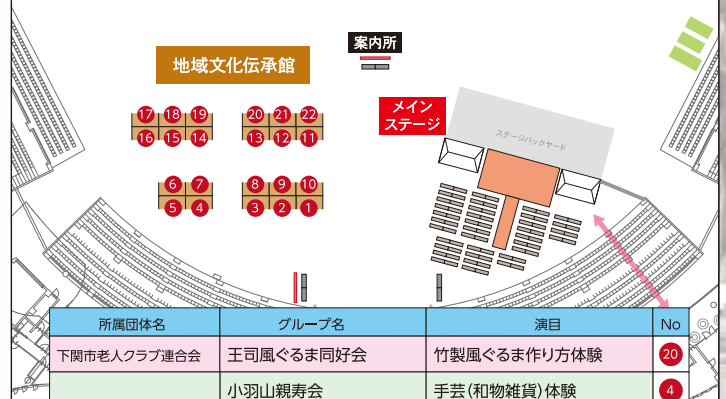 案内所
地域文化伝承館
メイン
ステージ
ステージバックヤード
17 18 19 20 21 22
16 15 14 13 12 11
6 7 8 9 10
5 4 3 2 1
所属団体名 グループ名 演目 No
下関市老人クラブ連合会 王司風ぐるま同好会 竹製風ぐるま作り方体験 20
小羽山親寿会 手芸(和物雑貨)体験 4